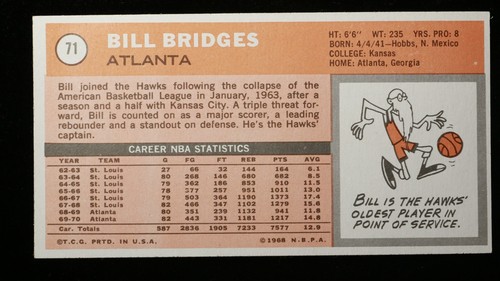 71
BILL BRIDGES
ATLANTA
HT: 6'6" WT: 235 YRS. PRO: 8
BORN: 4/4/41–Hobbs, N. Mexico
COLLEGE: Kansas
HOME: Atlanta, Georgia
Bill joined the Hawks following the collapse of the
American Basketball League in January, 1963, after
a season and a half with Kansas City. A triple threat for-
ward, Bill is counted on as a major scorer, a leading
rebounder and a standout on defense. He's the Hawks'
captain.
CAREER NBA STATISTICS
YEAR TEAM G FG FT REB PTS AVG
62-63 St. Louis 27 66 32 144 164 6.1
63-64 St. Louis 80 268 146 680 682 8.5
64-65 St. Louis 79 362 186 853 910 11.5
65-66 St. Louis 78 377 257 951 1011 13.0
66-67 St. Louis 79 503 364 1190 1373 17.4
67-68 St. Louis 82 466 347 1102 1279 15.6
68-69 Atlanta 80 351 239 1132 941 11.8
69-70 Atlanta 82 443 331 1181 1217 14.8
Car. Totals 587 2836 1905 7233 7577 12.9
©T.C.G. PRTD. IN U.S.A. ©1968 N.B.P.A.
BILL IS THE HAWKS'
OLDEST PLAYER IN
POINT OF SERVICE.